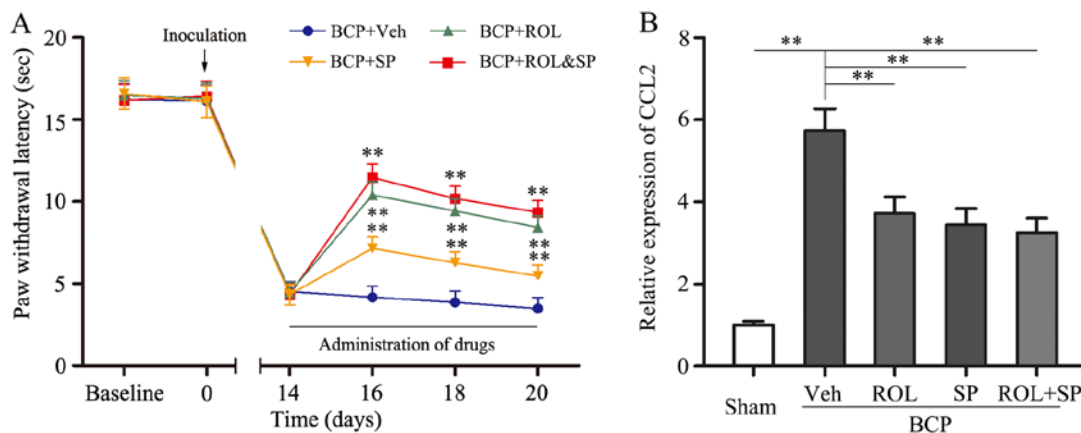 A
Paw withdrawal latency (sec)
20
15
10
5
0
Inoculation
BCP+Veh
BCP+ROL
BCP+SP
BCP+ROL&SP
**
**
**
**
**
**
**
**
**
Administration of drugs
Baseline
0
14
16
18
20
Time (days)
B
Relative expression of CCL2
8
6
4
2
0
**
**
**
**
Sham
Veh
ROL
SP
ROL+SP
BCP